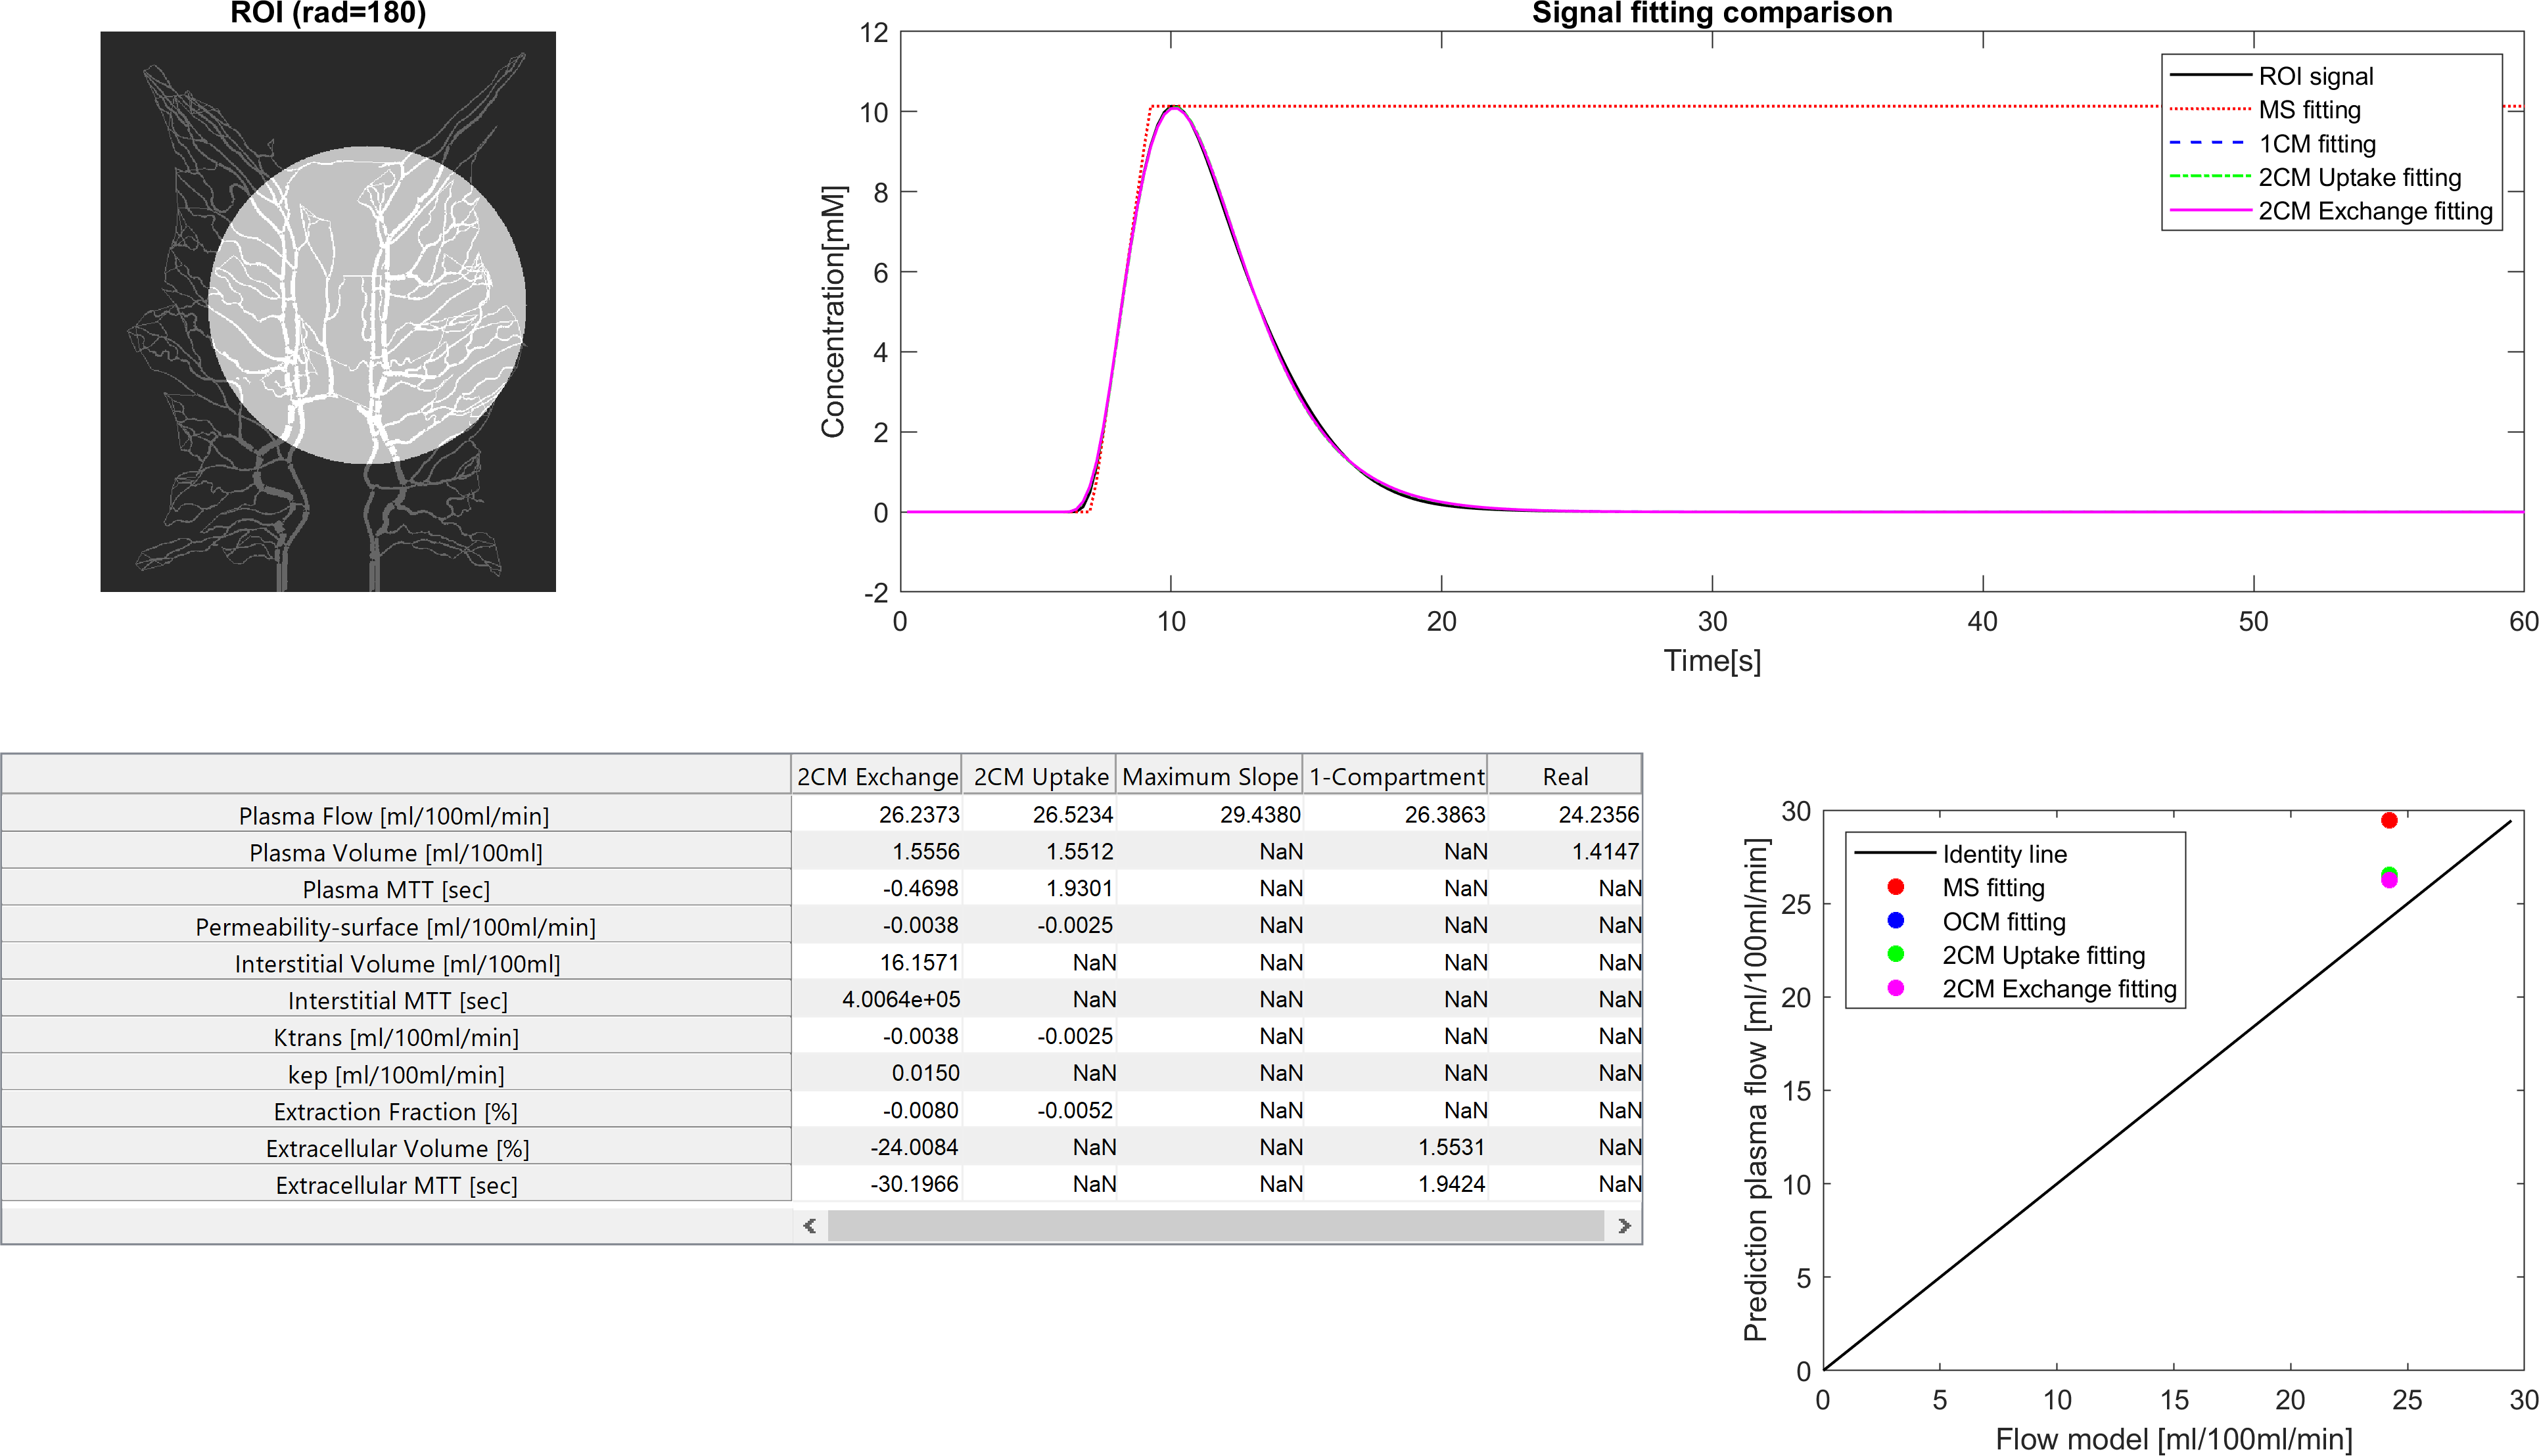 ROI (rad=180)
Signal fitting comparison
12
10
8
6
4
2
0
-2
Concentration[mM]
0 10 20 30 40 50 60
Time[s]
ROI signal
MS fitting
1CM fitting
2CM Uptake fitting
2CM Exchange fitting
2CM Exchange 2CM Uptake Maximum Slope 1-Compartment Real
Plasma Flow [ml/100ml/min] 26.2373 26.5234 29.4380 26.3863 24.2356
Plasma Volume [ml/100ml] 1.5556 1.5512 NaN NaN 1.4147
Plasma MTT [sec] -0.4698 1.9301 NaN NaN NaN
Permeability-surface [ml/100ml/min] -0.0038 -0.0025 NaN NaN NaN
Interstitial Volume [ml/100ml] 16.1571 NaN NaN NaN NaN
Interstitial MTT [sec] 4.0064e+05 NaN NaN NaN NaN
Ktrans [ml/100ml/min] -0.0038 -0.0025 NaN NaN NaN
kep [ml/100ml/min] 0.0150 NaN NaN NaN NaN
Extraction Fraction [%] -0.0080 -0.0052 NaN NaN NaN
Extracellular Volume [%] -24.0084 NaN NaN 1.5531 NaN
Extracellular MTT [sec] -30.1966 NaN NaN 1.9424 NaN
30
25
20
15
10
5
0
Prediction plasma flow [ml/100ml/min]
Identity line
MS fitting
OCM fitting
2CM Uptake fitting
2CM Exchange fitting
0 5 10 15 20 25 30
Flow model [ml/100ml/min]